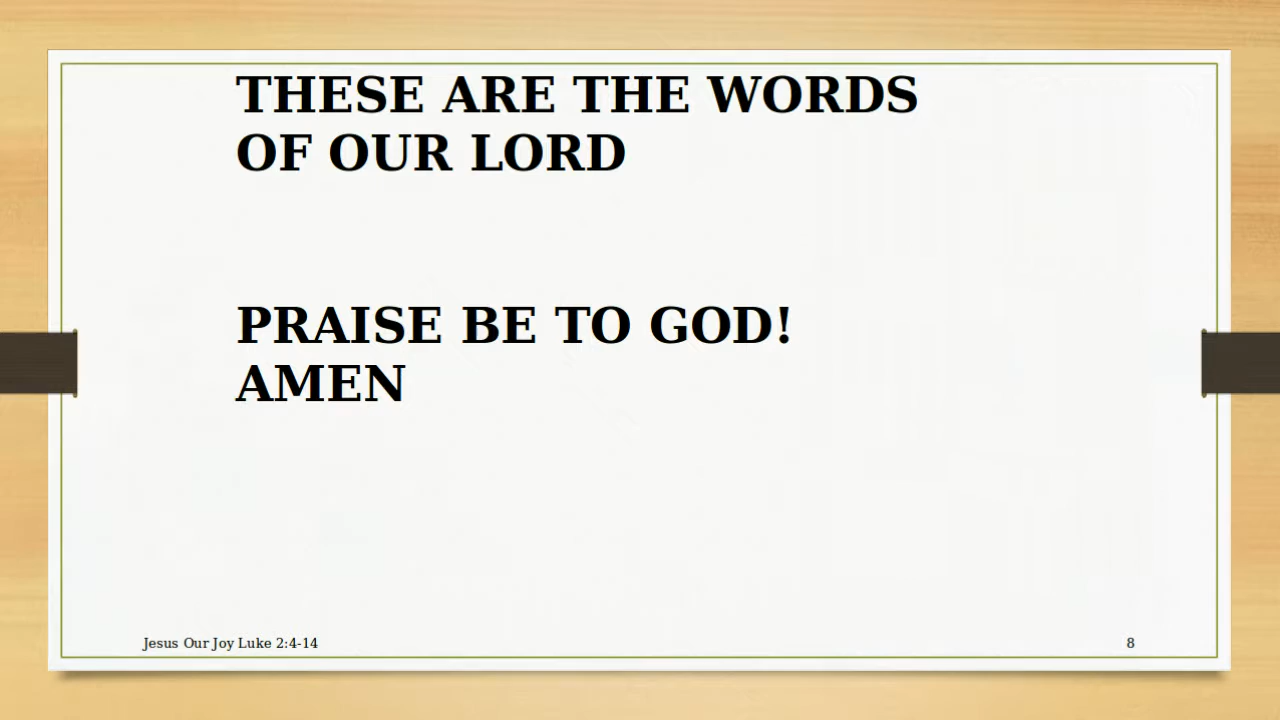 THESE ARE THE WORDS
OF OUR LORD
PRAISE BE TO GOD!
AMEN
Jesus Our Joy Luke 2:4-14
8